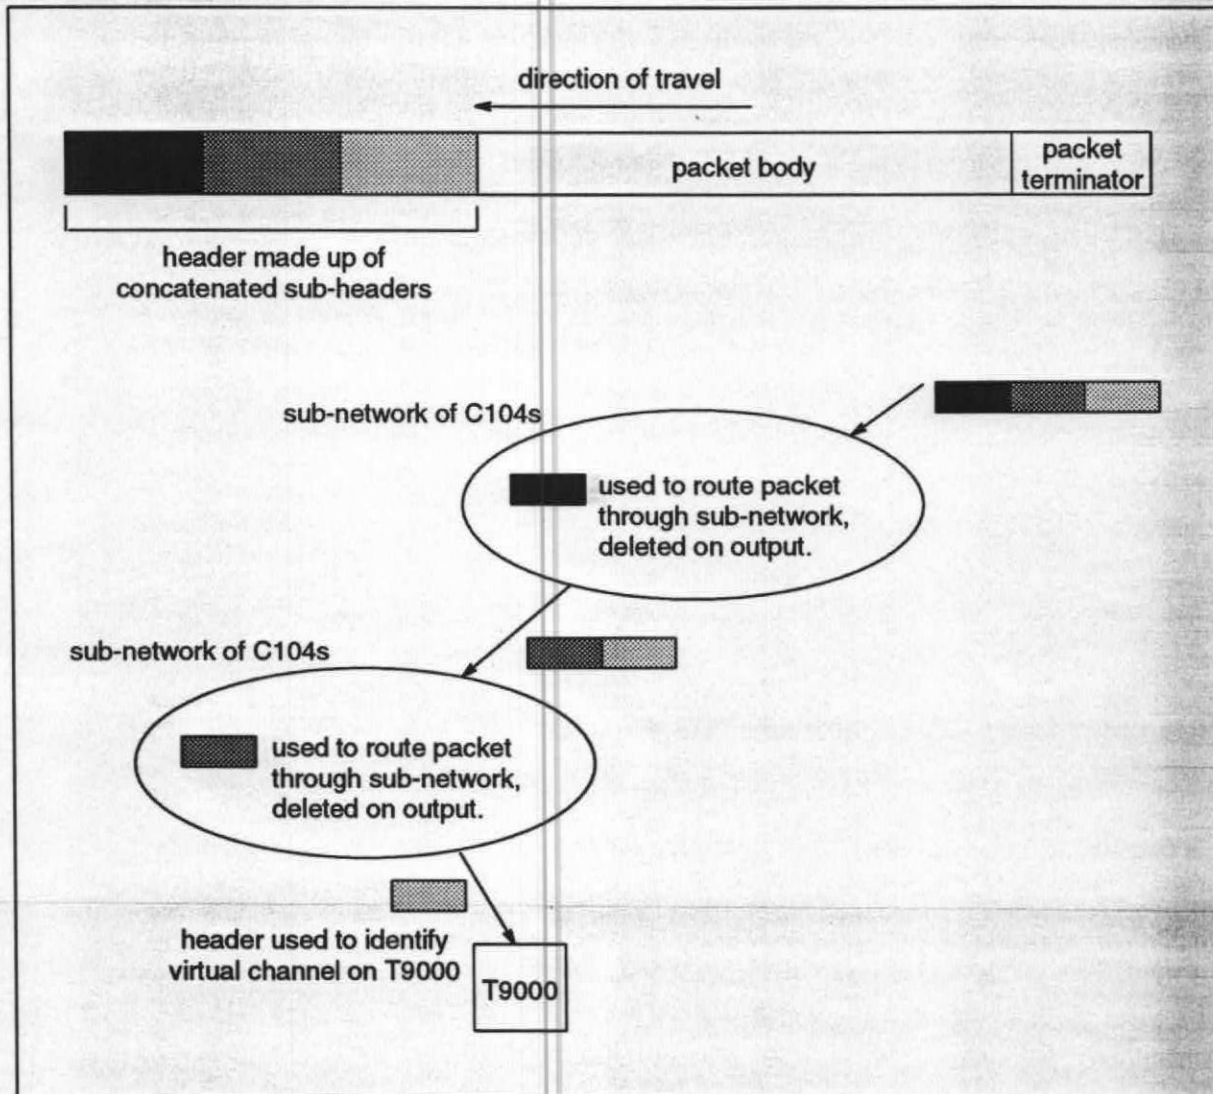 direction of travel
packet body
packet
terminator
header made up of
concatenated sub-headers
sub-network of C104s
used to route packet
through sub-network,
deleted on output.
sub-network of C104s
used to route packet
through sub-network,
deleted on output.
header used to identify
virtual channel on T9000
T9000